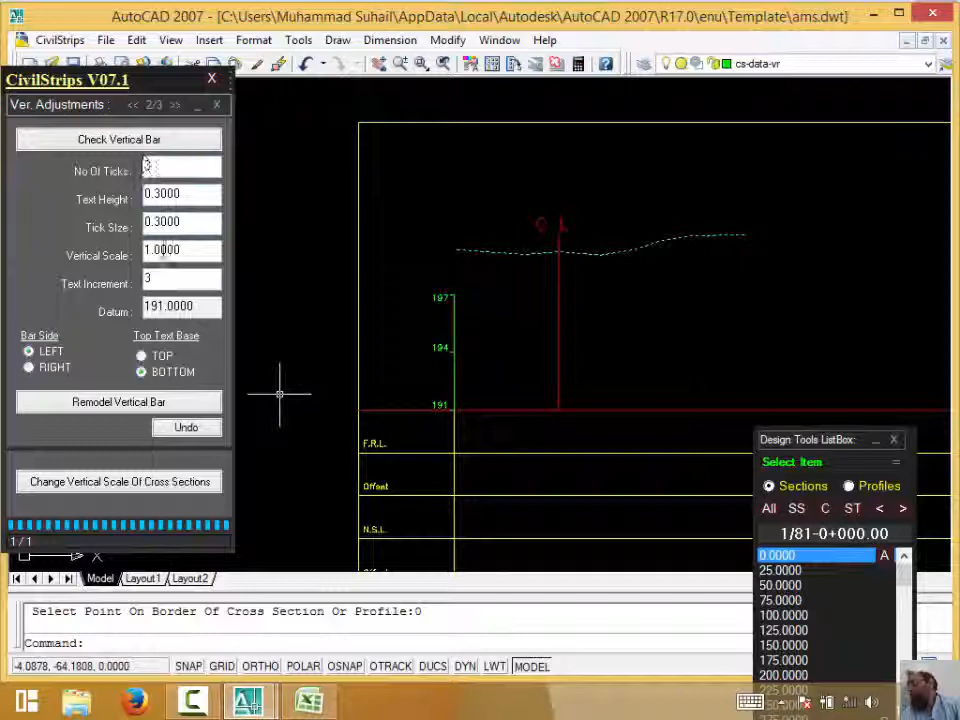 AutoCAD 2007 - [C:\Users\Muhammad Suhail\AppData\Local\Autodesk\AutoCAD 2007\R17.0\enu\Template\ams.dwt]
CivilStrips File Edit View Insert Format Tools Draw Dimension Modify Window Help
cs-data-vr
CivilStrips V07.1 X
Ver. Adjustments : << 2/3 >> _ X
Check Vertical Bar
No Of Ticks: 3
Text Height: 0.3000
Tick Size: 0.3000
Vertical Scale: 1.0000
Text Increment: 3
Datum: 191.0000
Bar Side Top Text Base
LEFT TOP
RIGHT BOTTOM
Remodel Vertical Bar
Undo
Change Vertical Scale Of Cross Sections
1/1
C L
197
194
191
F.R.L.
Offset
N.S.L.
X
Design Tools ListBox: _ X
Select Item =
Sections Profiles
All SS C ST < >
1/81-0+000.00
0.0000 A
25.0000
50.0000
75.0000
100.0000
125.0000
150.0000
175.0000
200.0000
225.0000
Model Layout1 Layout2
Select Point On Border Of Cross Section Or Profile:0
Command:
-4.0878, -64.1808, 0.0000 SNAP GRID ORTHO POLAR OSNAP OTRACK DUCS DYN LWT MODEL